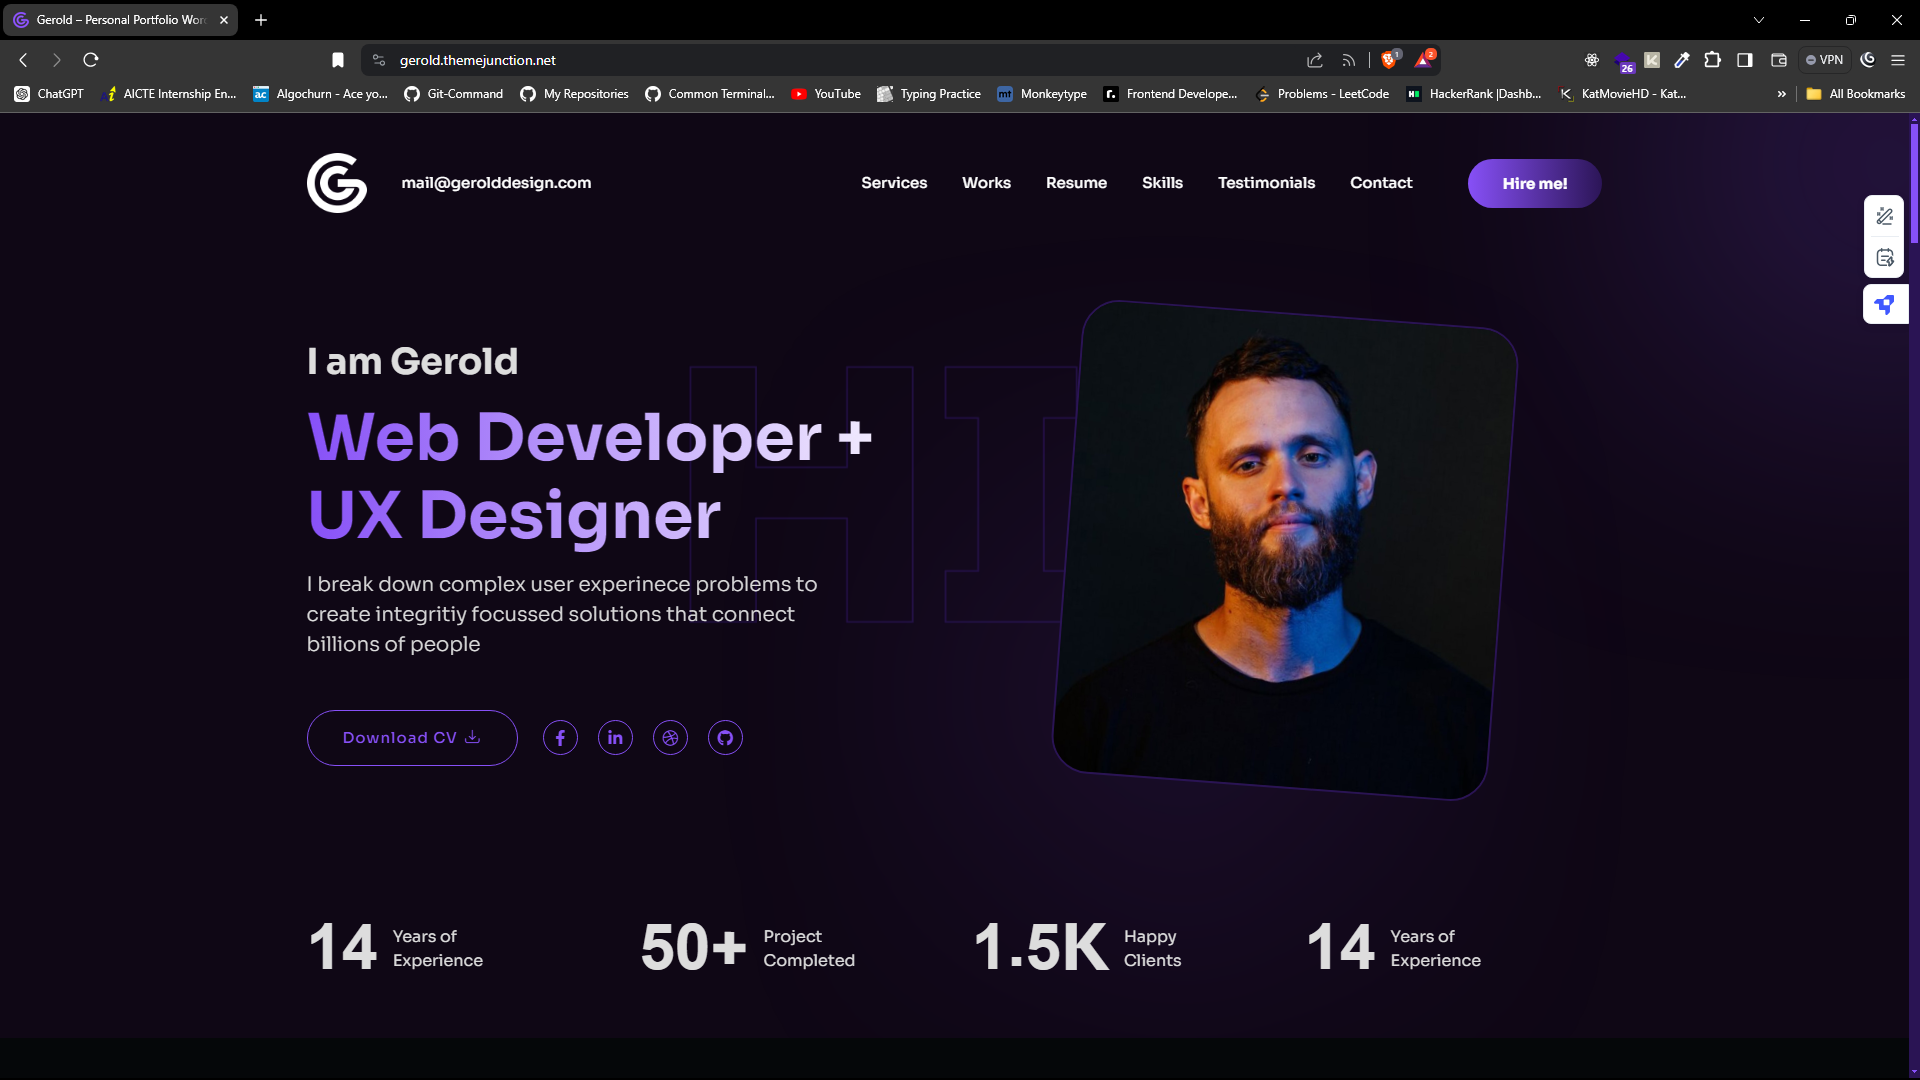 Gerold – Personal Portfolio Wor
gerold.themejunction.net
1
2
26
VPN
ChatGPT
AICTE Internship En...
Algochurn - Ace yo...
Git-Command
My Repositories
Common Terminal...
YouTube
Typing Practice
Monkeytype
Frontend Develope...
Problems - LeetCode
HackerRank |Dashb...
KatMovieHD - Kat...
All Bookmarks
mail@gerolddesign.com
Services
Works
Resume
Skills
Testimonials
Contact
Hire me!
HI
I am Gerold
Web Developer +
UX Designer
I break down complex user experinece problems to
create integritiy focussed solutions that connect
billions of people
Download CV
14
Years of
Experience
50+
Project
Completed
1.5K
Happy
Clients
14
Years of
Experience